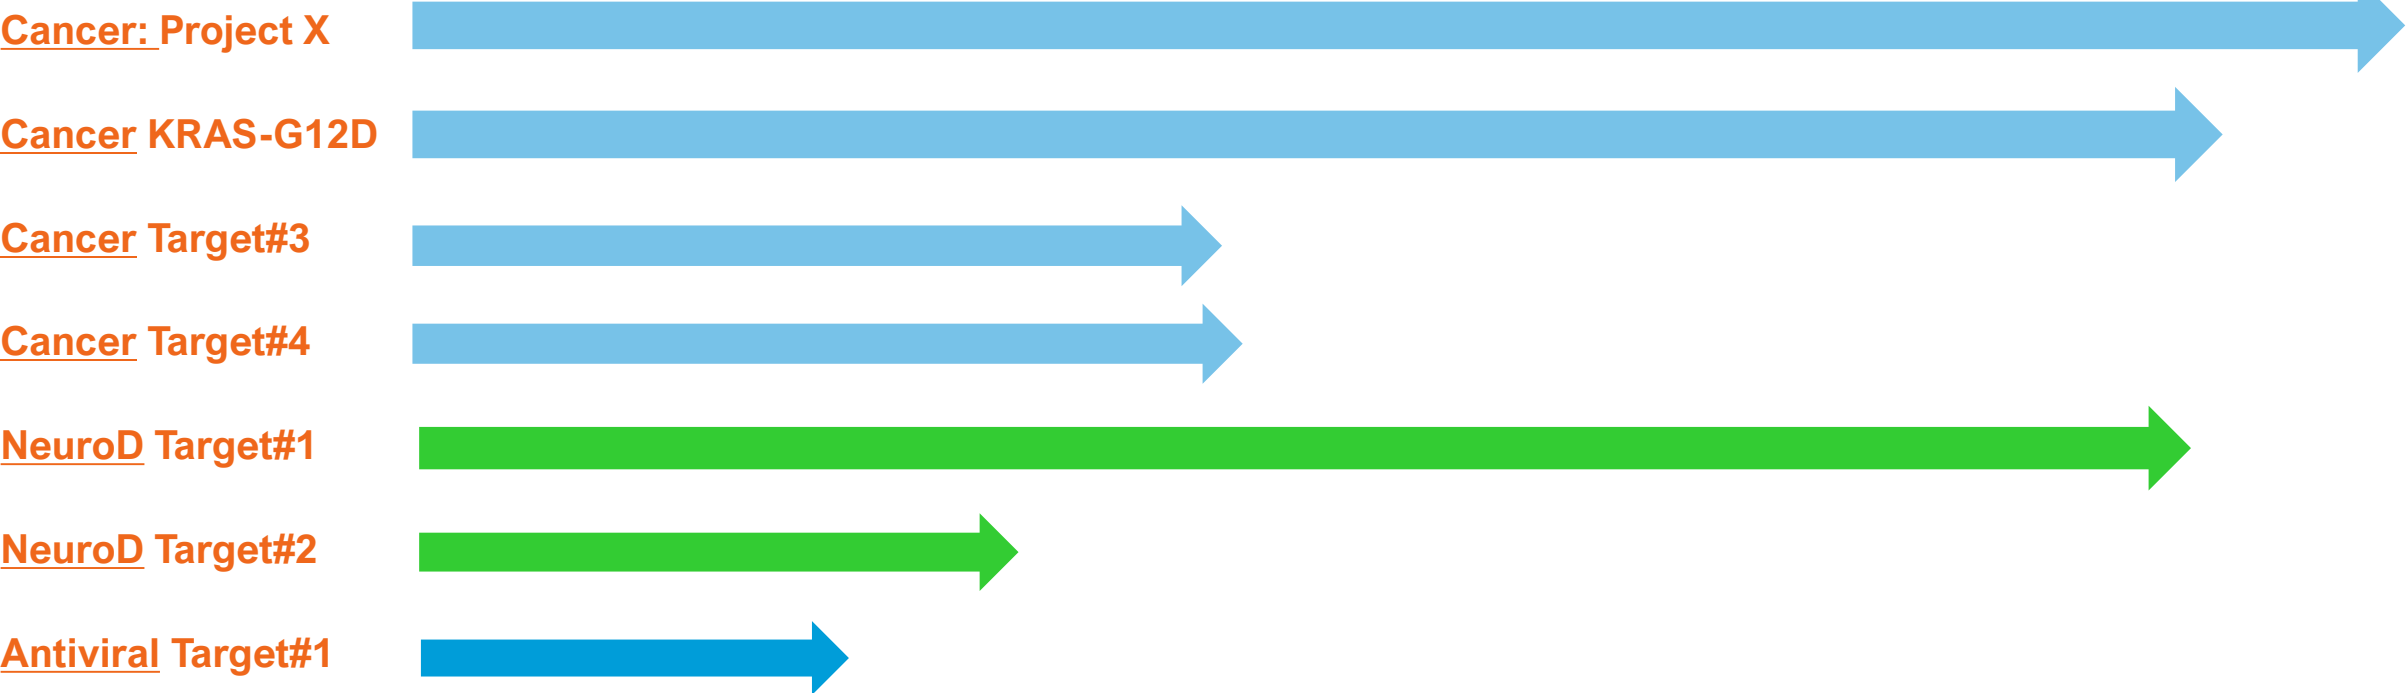 Cancer: Project X
Cancer KRAS-G12D
Cancer Target#3
Cancer Target#4
NeuroD Target#1
NeuroD Target#2
Antiviral Target#1